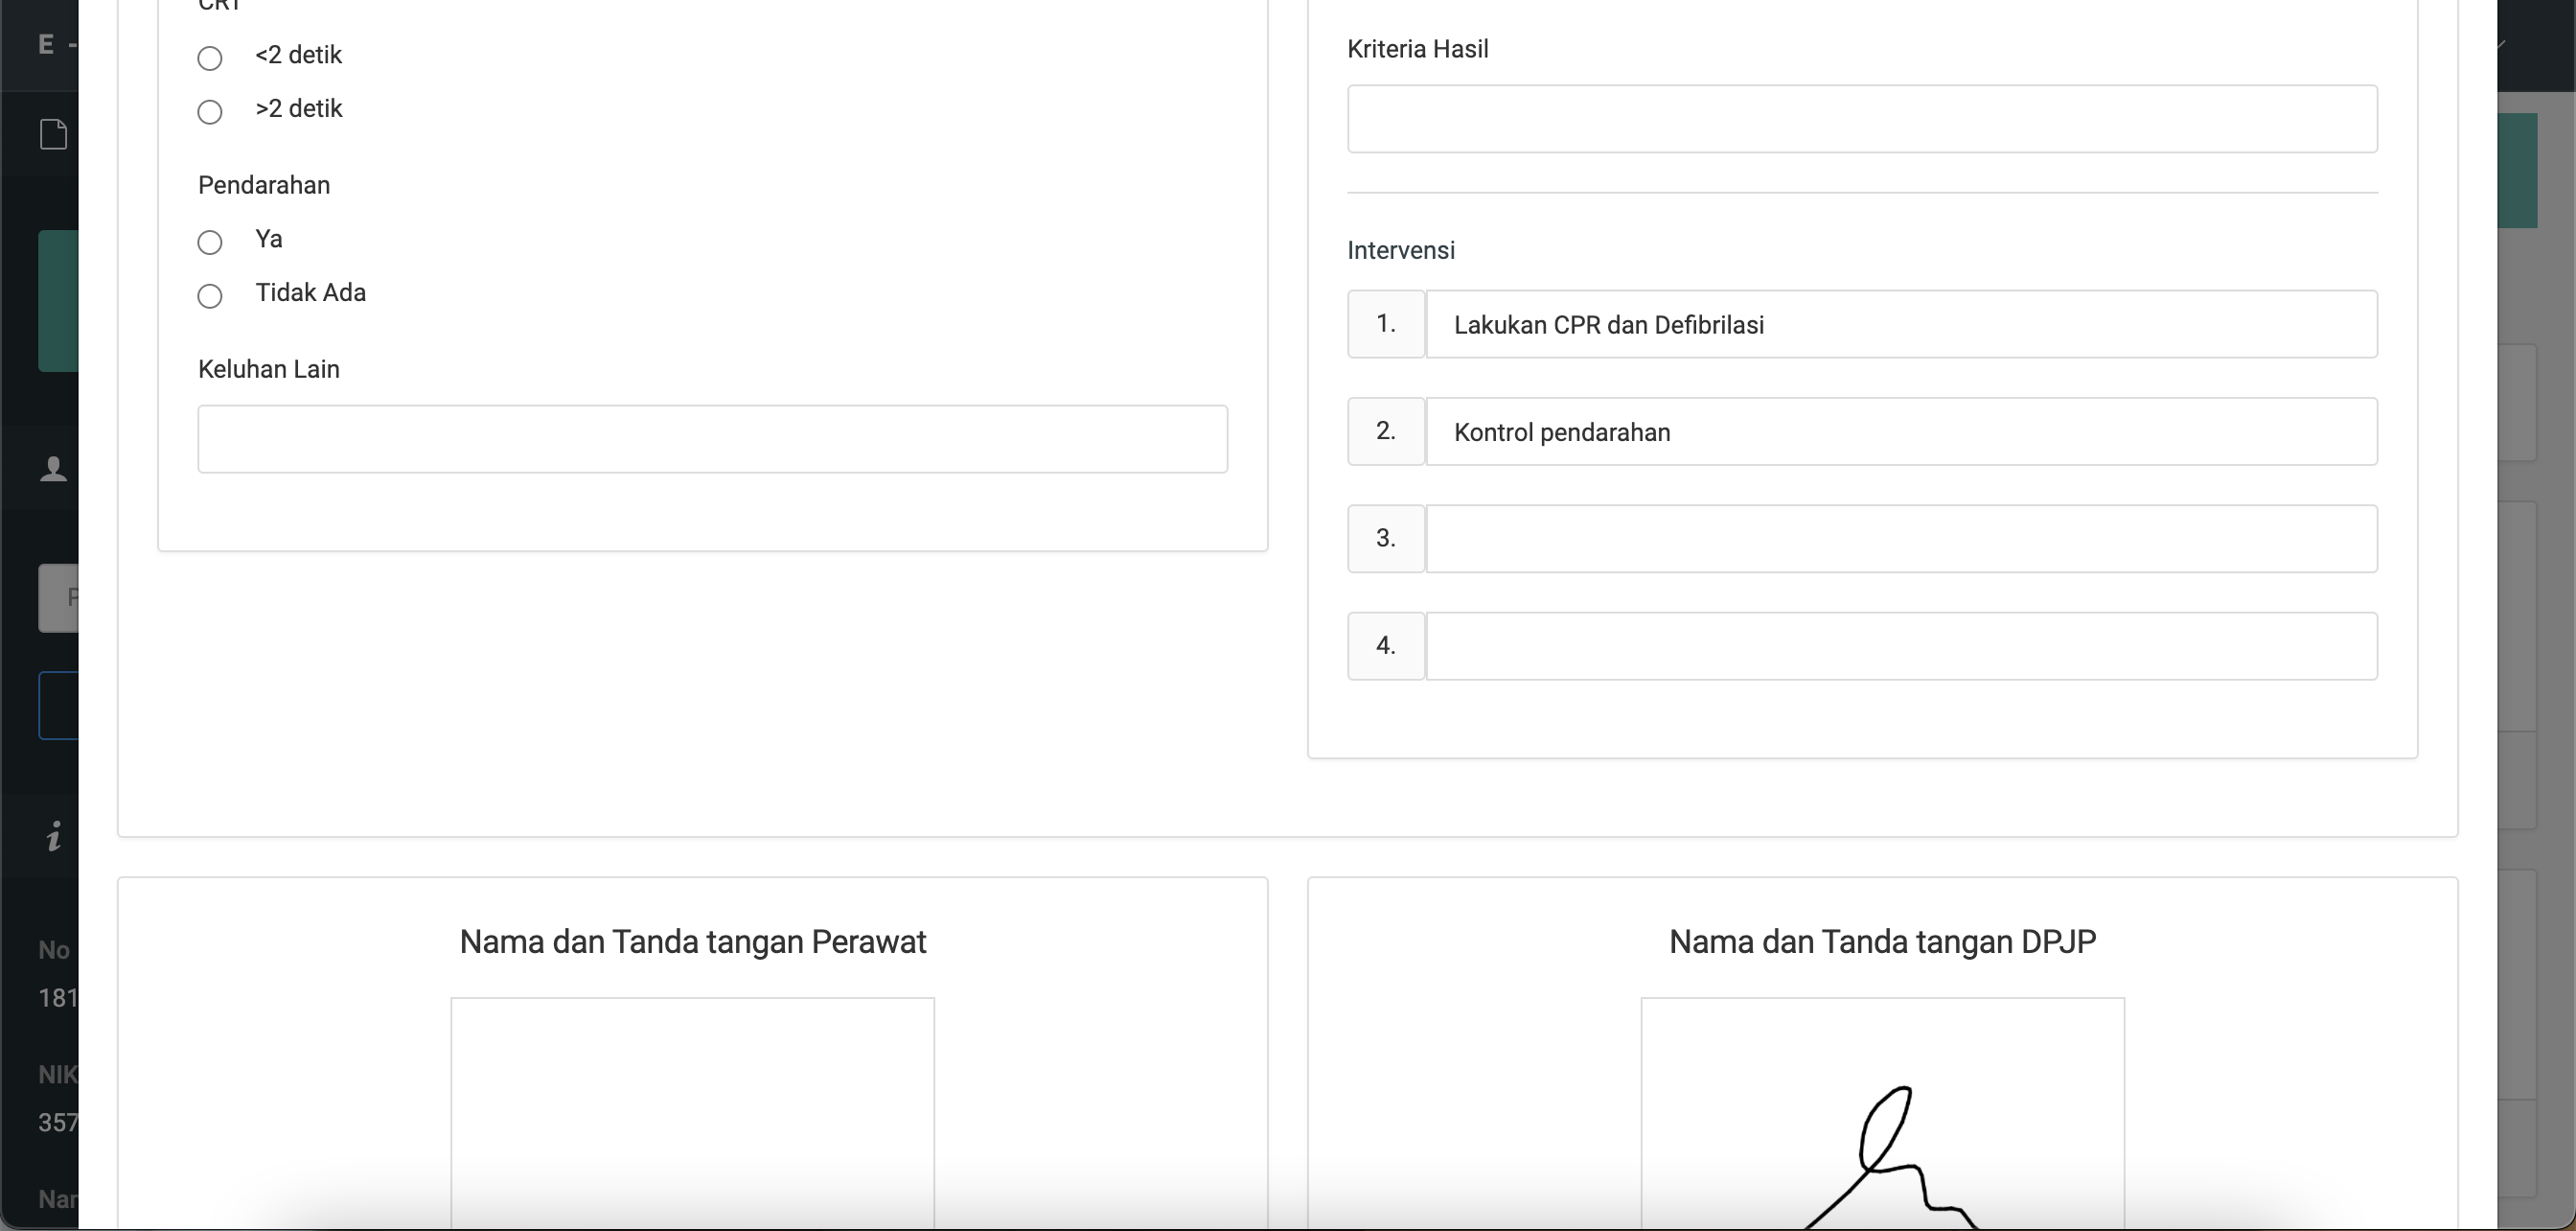 E -
CRT
<2 detik
>2 detik
Pendarahan
Ya
Tidak Ada
Keluhan Lain
Kriteria Hasil
Intervensi
1. Lakukan CPR dan Defibrilasi
2. Kontrol pendarahan
3.
4.
Nama dan Tanda tangan Perawat
Nama dan Tanda tangan DPJP
No
181
NIK
357